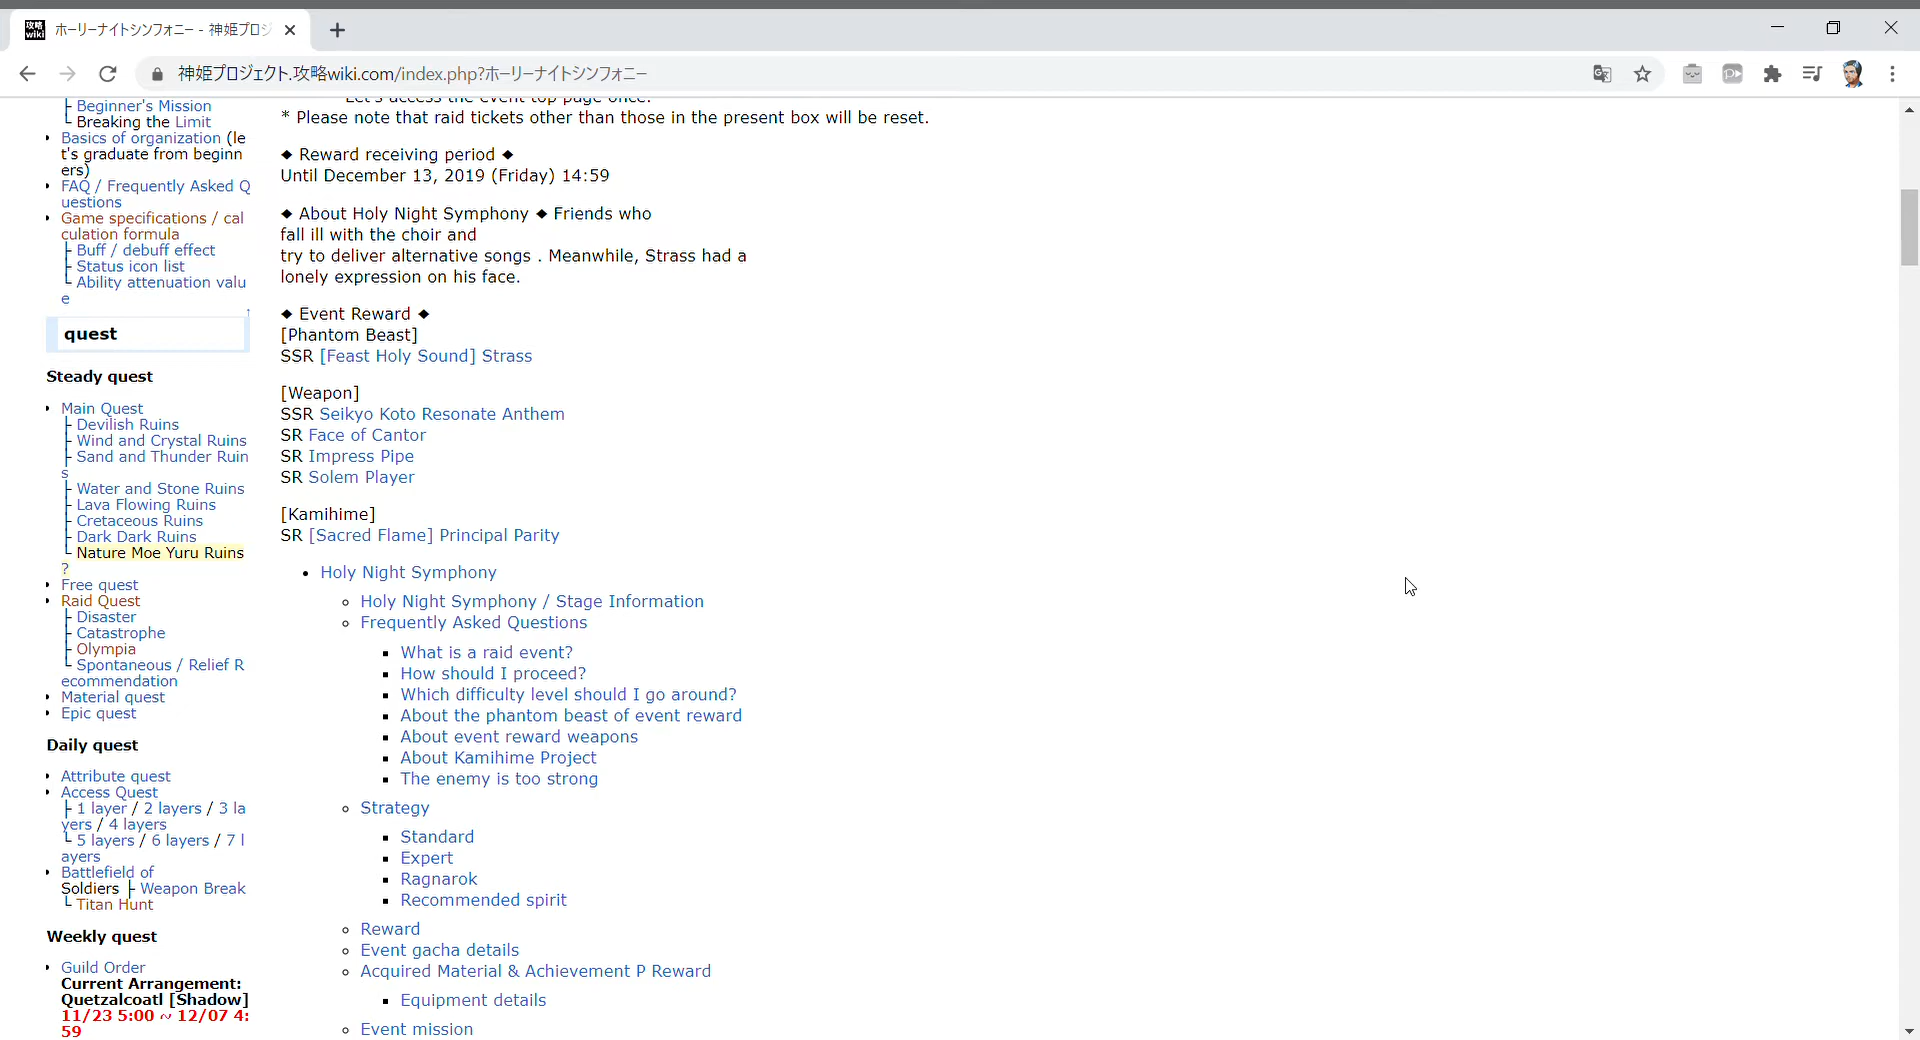 ホーリーナイトシンフォニー - 神姫プロジ
神姫プロジェクト.攻略wiki.com/index.php?ホーリーナイトシンフォニー
Beginner's Mission
Breaking the Limit
Basics of organization (le
t's graduate from beginn
ers)
FAQ / Frequently Asked Q
uestions
Game specifications / cal
culation formula
Buff / debuff effect
Status icon list
Ability attenuation valu
e
quest
Steady quest
Main Quest
Devilish Ruins
Wind and Crystal Ruins
Sand and Thunder Ruin
s
Water and Stone Ruins
Lava Flowing Ruins
Cretaceous Ruins
Dark Dark Ruins
Nature Moe Yuru Ruins
?
Free quest
Raid Quest
Disaster
Catastrophe
Olympia
Spontaneous / Relief R
ecommendation
Material quest
Epic quest
Daily quest
Attribute quest
Access Quest
1 layer / 2 layers / 3 la
yers / 4 layers
5 layers / 6 layers / 7 l
ayers
Battlefield of
Soldiers ├ Weapon Break
Titan Hunt
Weekly quest
Guild Order
Current Arrangement:
Quetzalcoatl [Shadow]
11/23 5:00 ~ 12/07 4:
59
Let's access the event top page once.
* Please note that raid tickets other than those in the present box will be reset.
◆ Reward receiving period ◆
Until December 13, 2019 (Friday) 14:59
◆ About Holy Night Symphony ◆ Friends who
fall ill with the choir and
try to deliver alternative songs . Meanwhile, Strass had a
lonely expression on his face.
◆ Event Reward ◆
[Phantom Beast]
SSR [Feast Holy Sound] Strass
[Weapon]
SSR Seikyo Koto Resonate Anthem
SR Face of Cantor
SR Impress Pipe
SR Solem Player
[Kamihime]
SR [Sacred Flame] Principal Parity
Holy Night Symphony
Holy Night Symphony / Stage Information
Frequently Asked Questions
What is a raid event?
How should I proceed?
Which difficulty level should I go around?
About the phantom beast of event reward
About event reward weapons
About Kamihime Project
The enemy is too strong
Strategy
Standard
Expert
Ragnarok
Recommended spirit
Reward
Event gacha details
Acquired Material & Achievement P Reward
Equipment details
Event mission